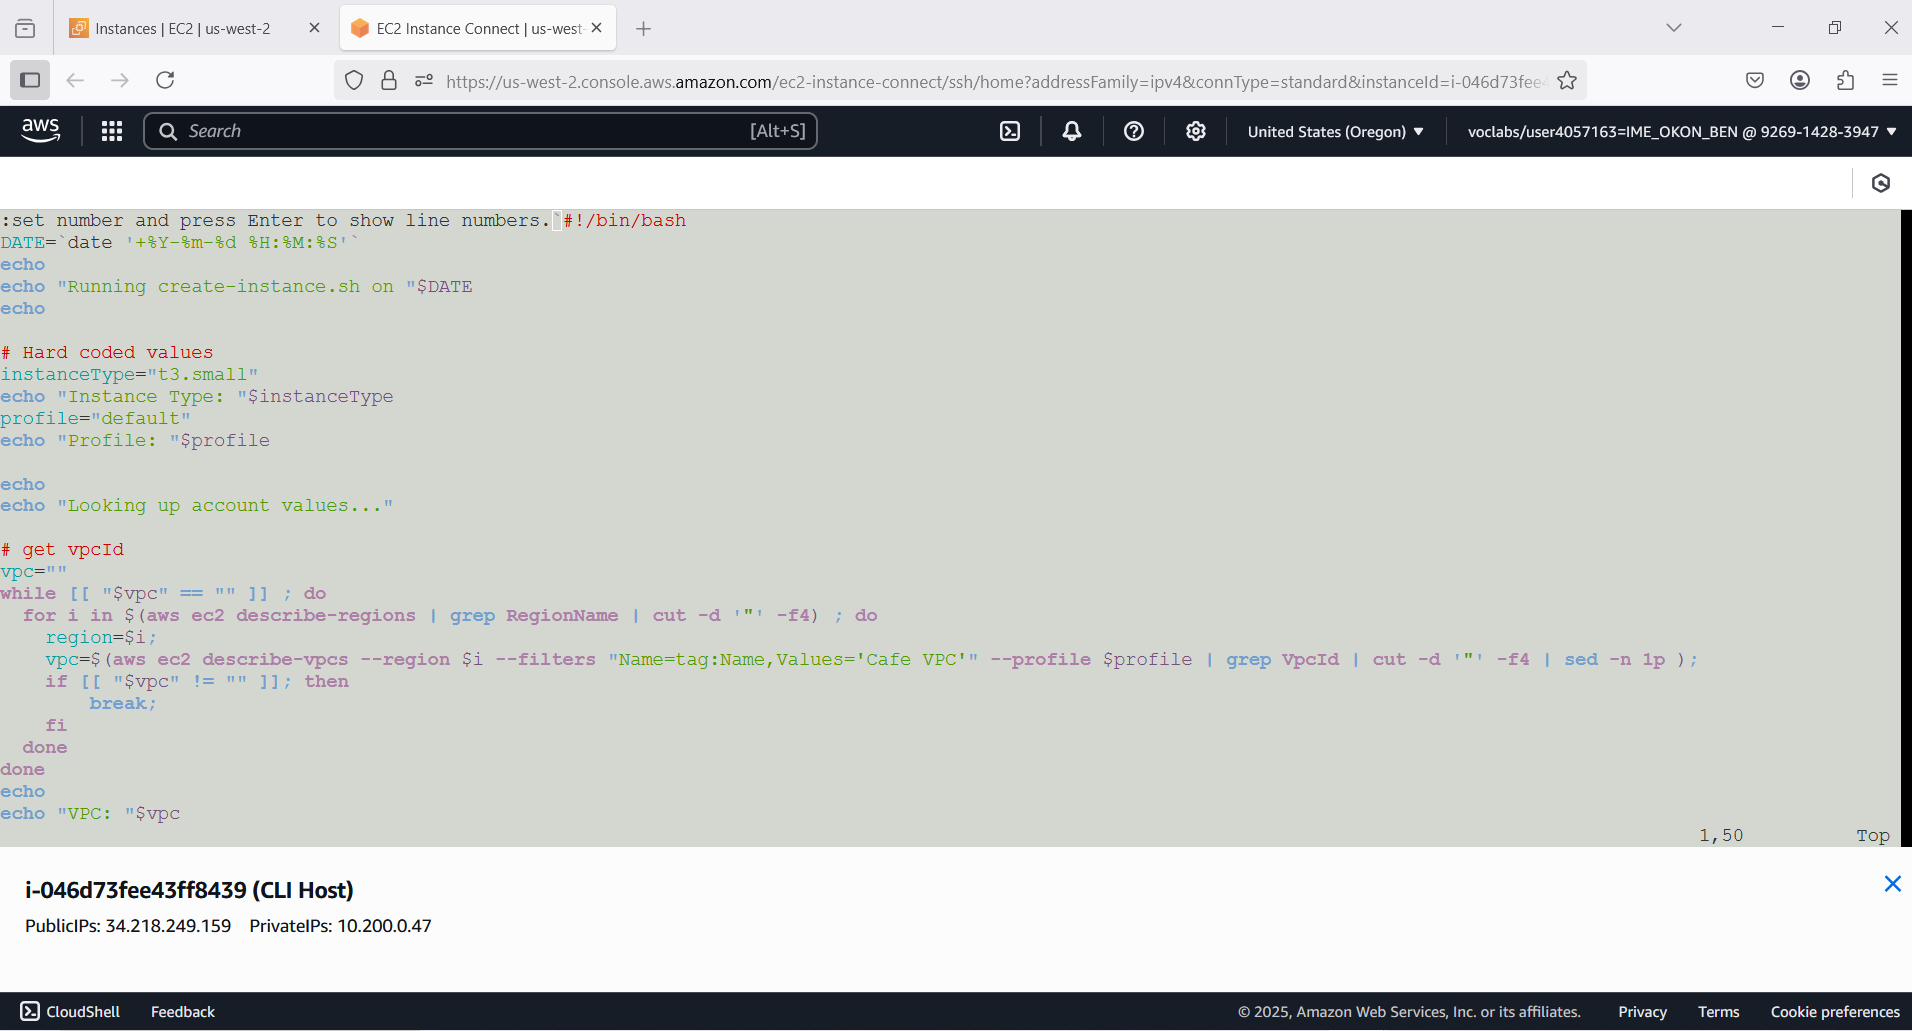 Instances | EC2 | us-west-2
EC2 Instance Connect | us-west-
https://us-west-2.console.aws.amazon.com/ec2-instance-connect/ssh/home?addressFamily=ipv4&connType=standard&instanceId=i-046d73fee4
aws
Search
[Alt+S]
United States (Oregon)
voclabs/user4057163=IME_OKON_BEN @ 9269-1428-3947
:set number and press Enter to show line numbers.`#!/bin/bash
DATE=`date '+%Y-%m-%d %H:%M:%S'`
echo
echo "Running create-instance.sh on "$DATE
echo
# Hard coded values
instanceType="t3.small"
echo "Instance Type: "$instanceType
profile="default"
echo "Profile: "$profile
echo
echo "Looking up account values..."
# get vpcId
vpc=""
while [[ "$vpc" == "" ]] ; do
  for i in $(aws ec2 describe-regions | grep RegionName | cut -d '"' -f4) ; do
    region=$i;
    vpc=$(aws ec2 describe-vpcs --region $i --filters "Name=tag:Name,Values='Cafe VPC'" --profile $profile | grep VpcId | cut -d '"' -f4 | sed -n 1p );
    if [[ "$vpc" != "" ]]; then
        break;
    fi
  done
done
echo
echo "VPC: "$vpc
1,50
Top
i-046d73fee43ff8439 (CLI Host)
PublicIPs: 34.218.249.159    PrivateIPs: 10.200.0.47
CloudShell
Feedback
© 2025, Amazon Web Services, Inc. or its affiliates.
Privacy
Terms
Cookie preferences